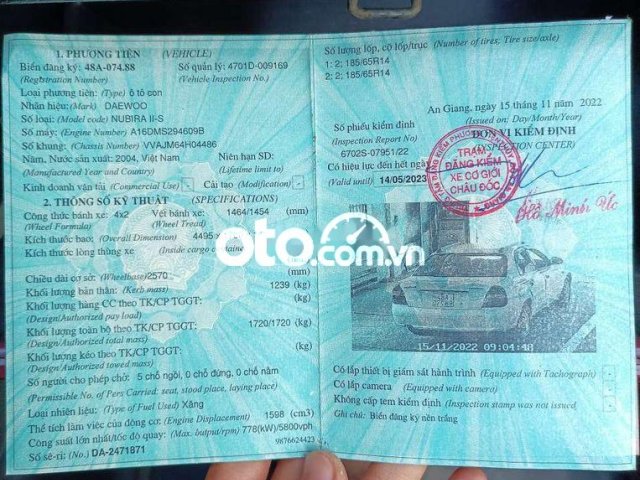 1. PHƯƠNG TIỆN (VEHICLE)
Biển đăng ký: 48A-074.88 Số quản lý: 4701D-009169
(Registration Number) (Vehicle Inspection No.)
Loại phương tiện: (Type) ô tô con
Nhãn hiệu: (Mark) DAEWOO
Số loại: (Model code) NUBIRA II-S
Số máy: (Engine Number) A16DMS294609B
Số khung: (Chassis Number) VVAJM64H04486
Năm, Nước sản xuất: 2004, Việt Nam Niên hạn SD:
(Manufactured Year and Country) (Lifetime limit to)
Kinh doanh vận tải (Commercial Use) - Cải tạo (Modification) -
2. THÔNG SỐ KỸ THUẬT (SPECIFICATIONS)
Công thức bánh xe: 4x2 Vết bánh xe: 1464/1454 (mm)
(Wheel Formula) (Wheel Tread)
Kích thước bao: (Overall Dimension) 4495 x
Kích thước lòng thùng xe
(Inside cargo
Chiều dài cơ sở: (Wheelbase) 2570 (mm)
Khối lượng bản thân: (Kerb mass) 1239 (kg)
Khối lượng hàng CC theo TK/CP TGGT: (kg)
(Design/Authorized pay load)
Khối lượng toàn bộ theo TK/CP TGGT: 1720/1720 (kg)
(Design/Authorized total mass)
Khối lượng kéo theo TK/CP TGGT: (kg)
(Design/Authorized towed mass)
Số người cho phép chở: 5 chỗ ngồi, 0 chỗ đứng, 0 chỗ nằm
(Permissible No. of Pers Carried: seat, stood place, laying place)
Loại nhiên liệu: (Type of Fuel Used) Xăng
Thể tích làm việc của động cơ: (Engine Displacement) 1598 (cm3)
Công suất lớn nhất/tốc độ quay: (Max. output/rpm) 778(kW)/5800vph
9876624423
Số sê-ri: (No.) DA-2471871
Số lượng lốp, cỡ lốp/trục (Number of tires; Tire size/axle)
1: 2; 185/65R14
2: 2; 185/65R14
An Giang, ngày 15 tháng 11 năm 2022
(Issued on: Day/Month/Year)
Số phiếu kiểm định ĐƠN VỊ KIỂM ĐỊNH
(Inspection Report No) (INSPECTION CENTER)
6702S-07951/22
Có hiệu lực đến hết ngày
(Valid until) 14/05/2023
TRẠM
ĐĂNG KIỂM
XE CƠ GIỚI
CHÂU ĐỐC
Minh Đức
oto.com.vn
15/11/2022 09:04:48
Có lắp thiết bị giám sát hành trình (Equipped with Tachograph) -
Có lắp camera (Equipped with camera) -
Không cấp tem kiểm định (Inspection stamp was not issued) -
Ghi chú: Biển đăng ký nền trắng